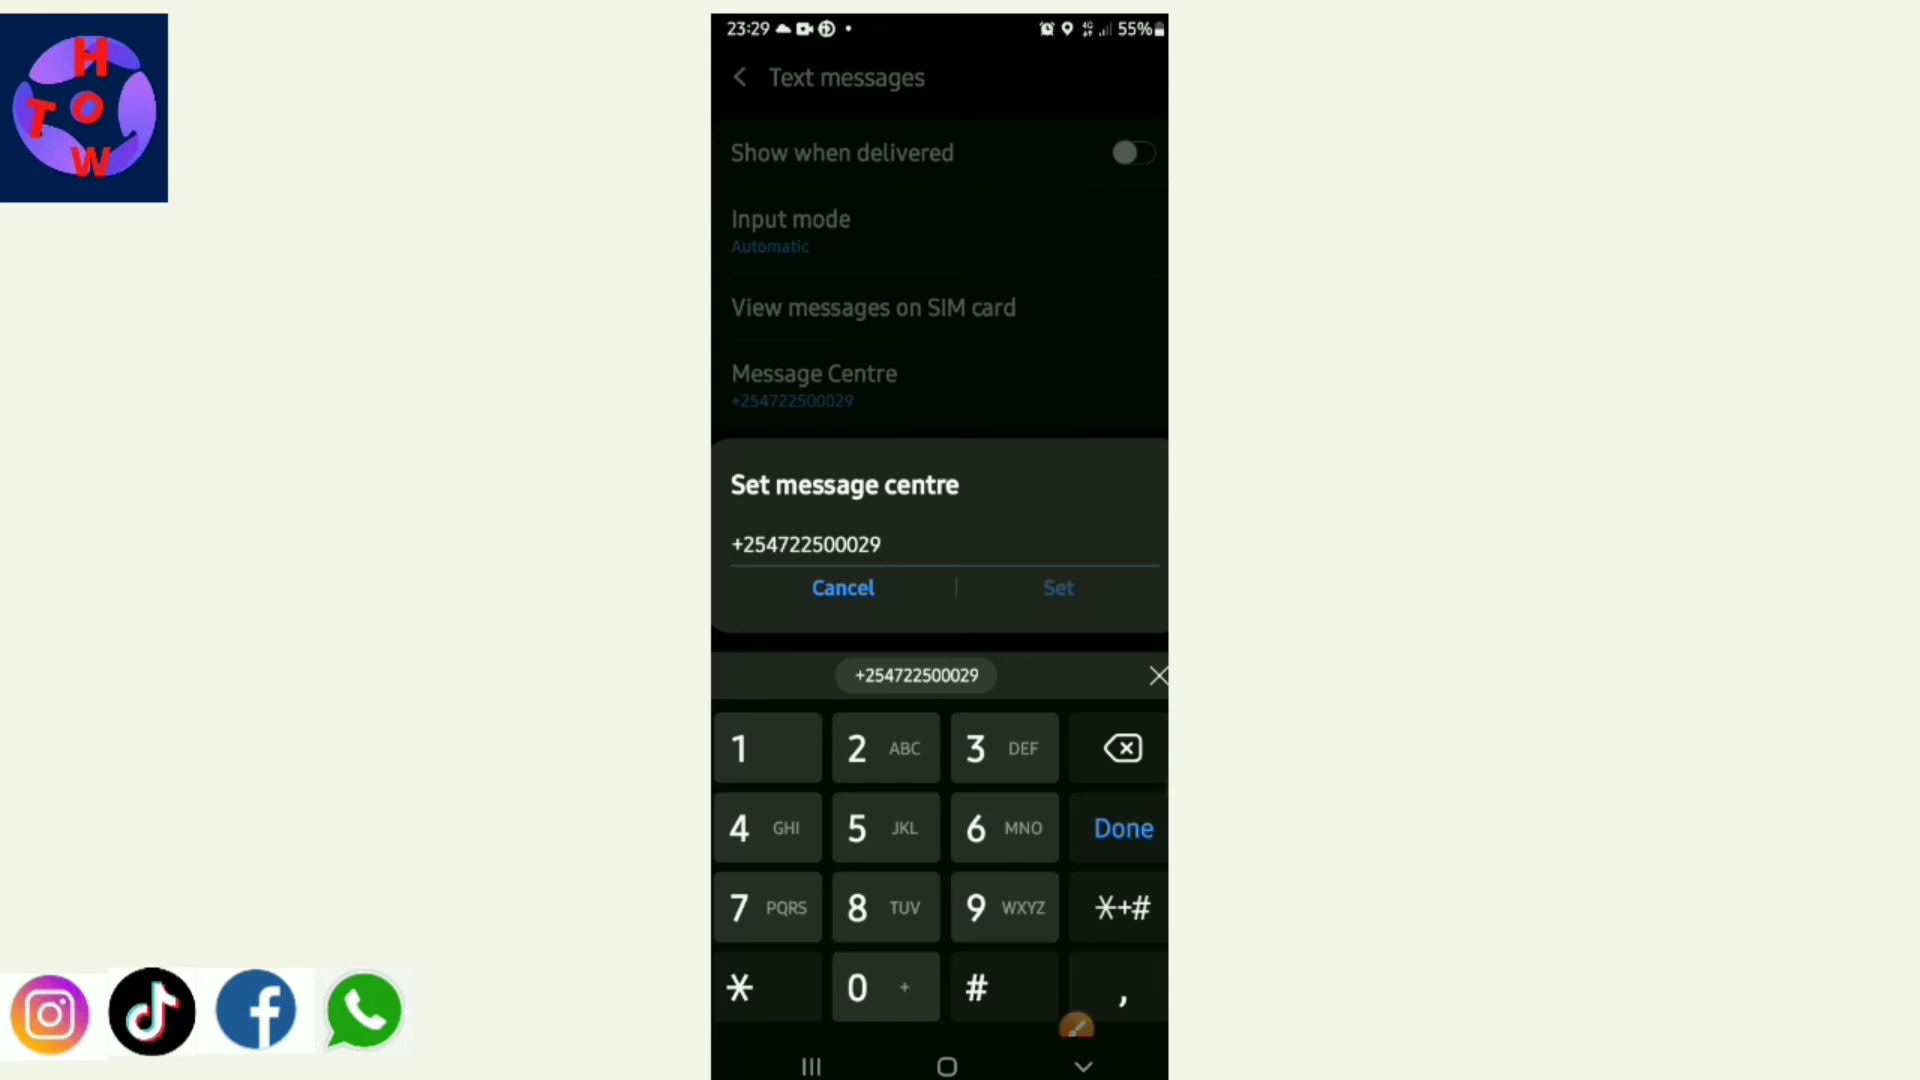 H
T O
W
23:29
4G 55%
Text messages
Show when delivered
Input mode
Automatic
View messages on SIM card
Message Centre
+254722500029
Set message centre
+254722500029
Cancel | Set
+254722500029
1 2 ABC 3 DEF
4 GHI 5 JKL 6 MNO Done
7 PQRS 8 TUV 9 WXYZ *+#
* 0 + # ,